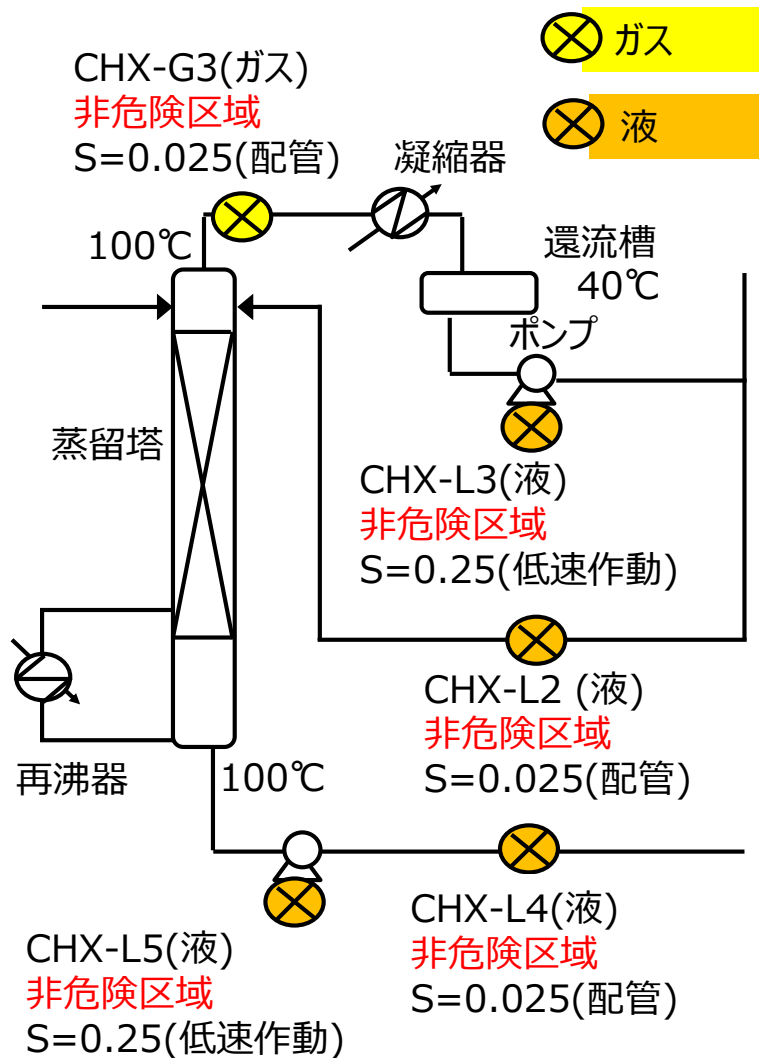 ガス
液
CHX-G3(ガス)
非危険区域
S=0.025(配管)
凝縮器
100℃
還流槽
40℃
ポンプ
蒸留塔
CHX-L3(液)
非危険区域
S=0.25(低速作動)
CHX-L2 (液)
非危険区域
S=0.025(配管)
再沸器
100℃
CHX-L4(液)
非危険区域
S=0.025(配管)
CHX-L5(液)
非危険区域
S=0.25(低速作動)